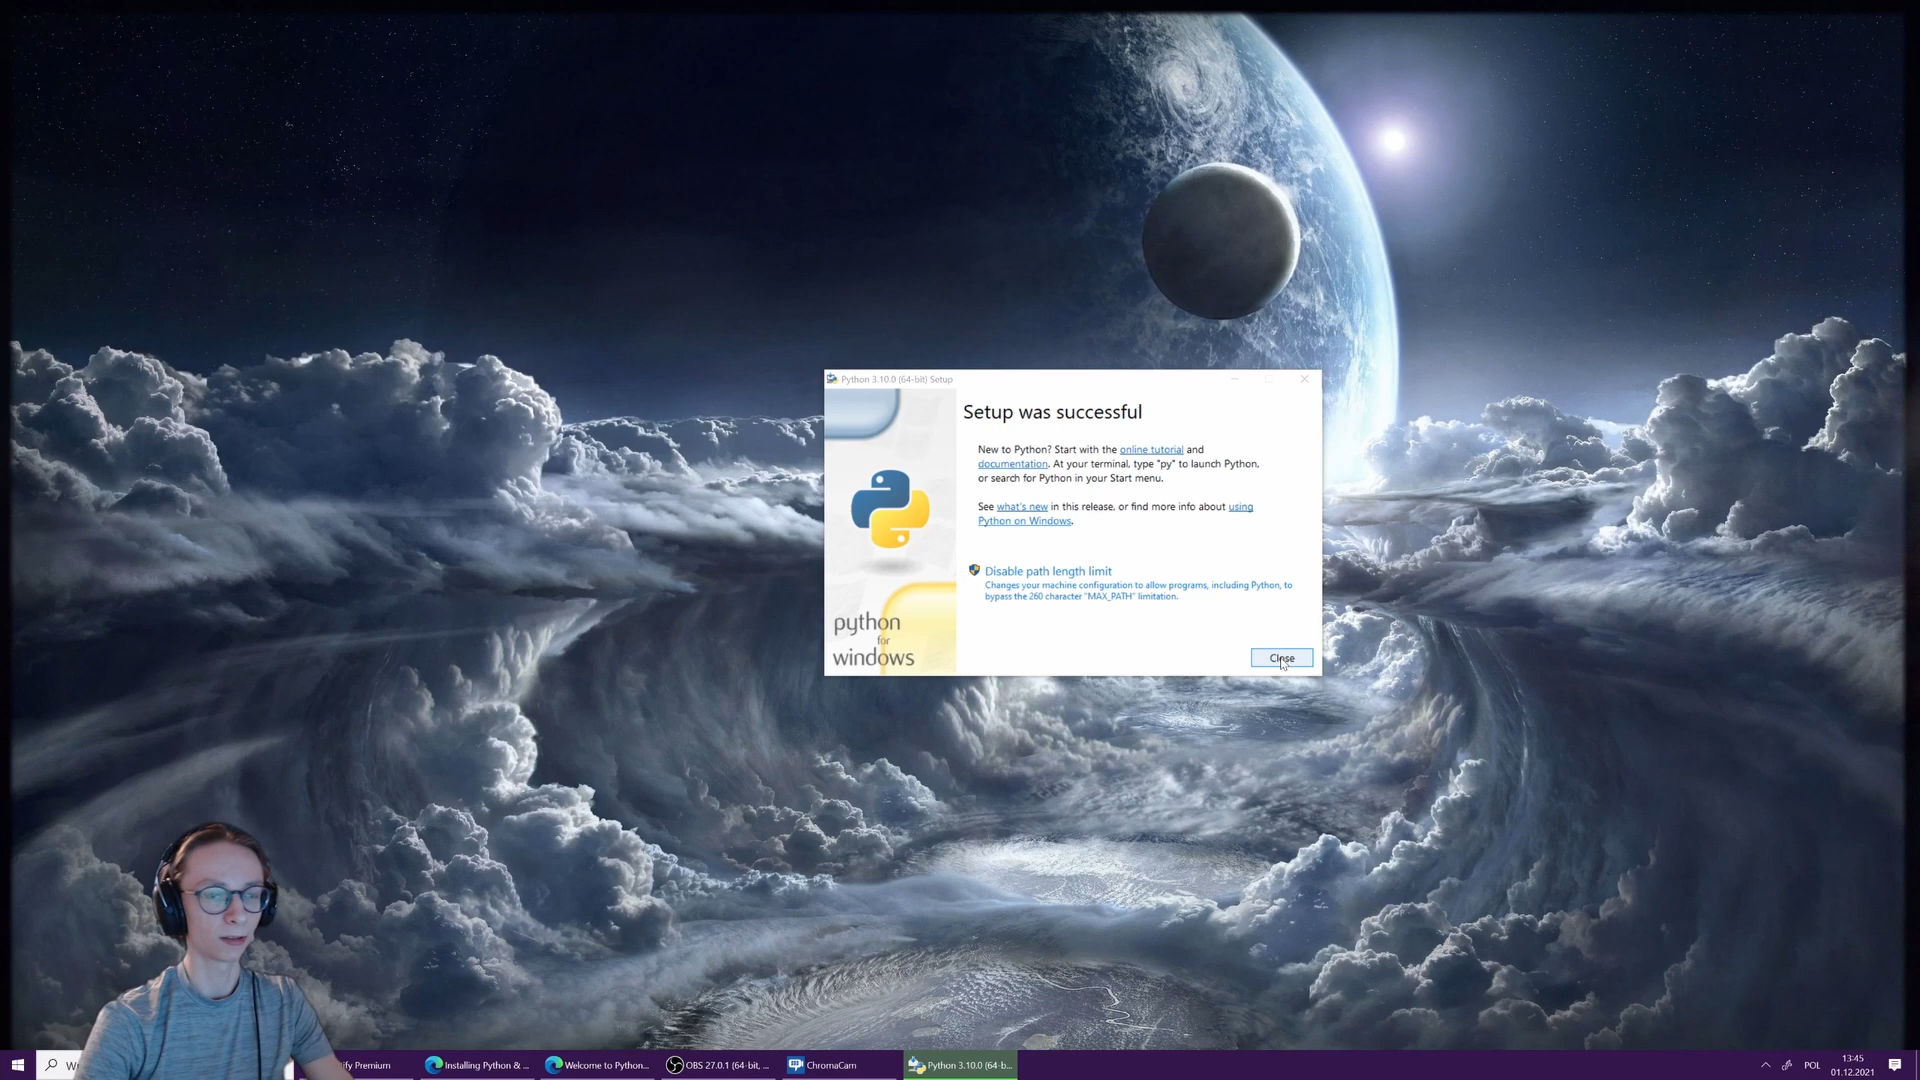 Python 3.10.0 (64-bit) Setup
Setup was successful
New to Python? Start with the online tutorial and
documentation. At your terminal, type "py" to launch Python,
or search for Python in your Start menu.
See what's new in this release, or find more info about using
Python on Windows.
Disable path length limit
Changes your machine configuration to allow programs, including Python, to
bypass the 260 character "MAX_PATH" limitation.
python
for
windows
Close
W
ify Premium
Installing Python & ...
Welcome to Python...
OBS 27.0.1 (64-bit, ...
ChromaCam
Python 3.10.0 (64-b...
POL
13:45
01.12.2021